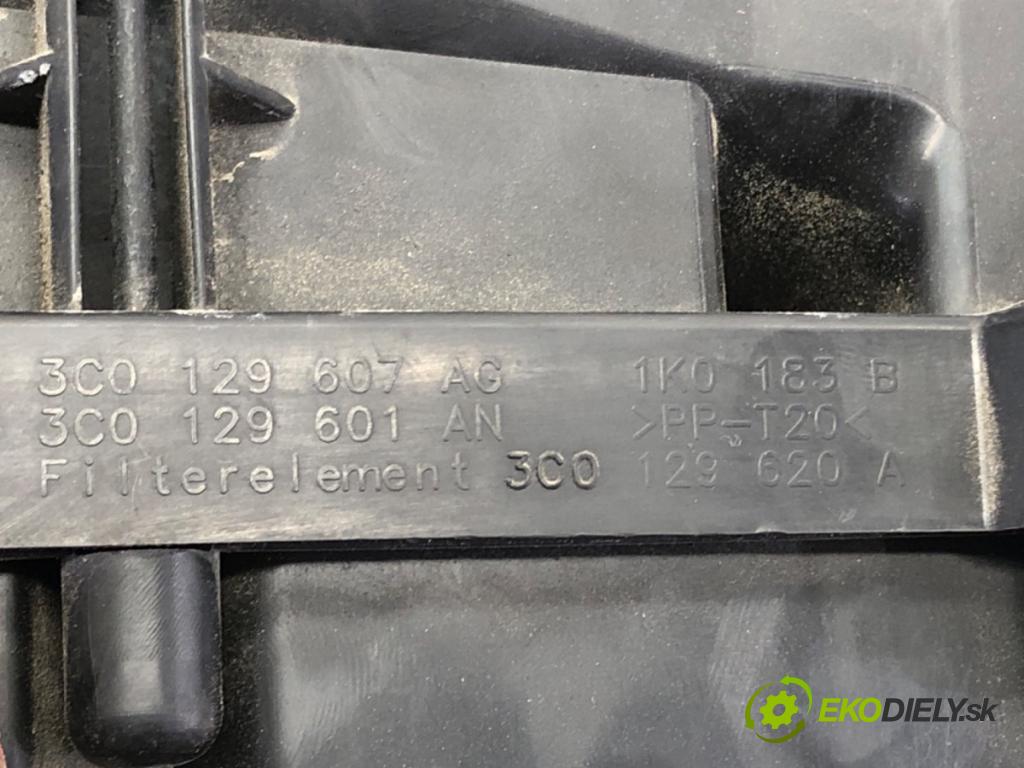 3C0 129 607 AG 1K0 183 B
3C0 129 601 AN >PP-T20<
Filterelement 3C0 129 620 A
EKODIELY.sk